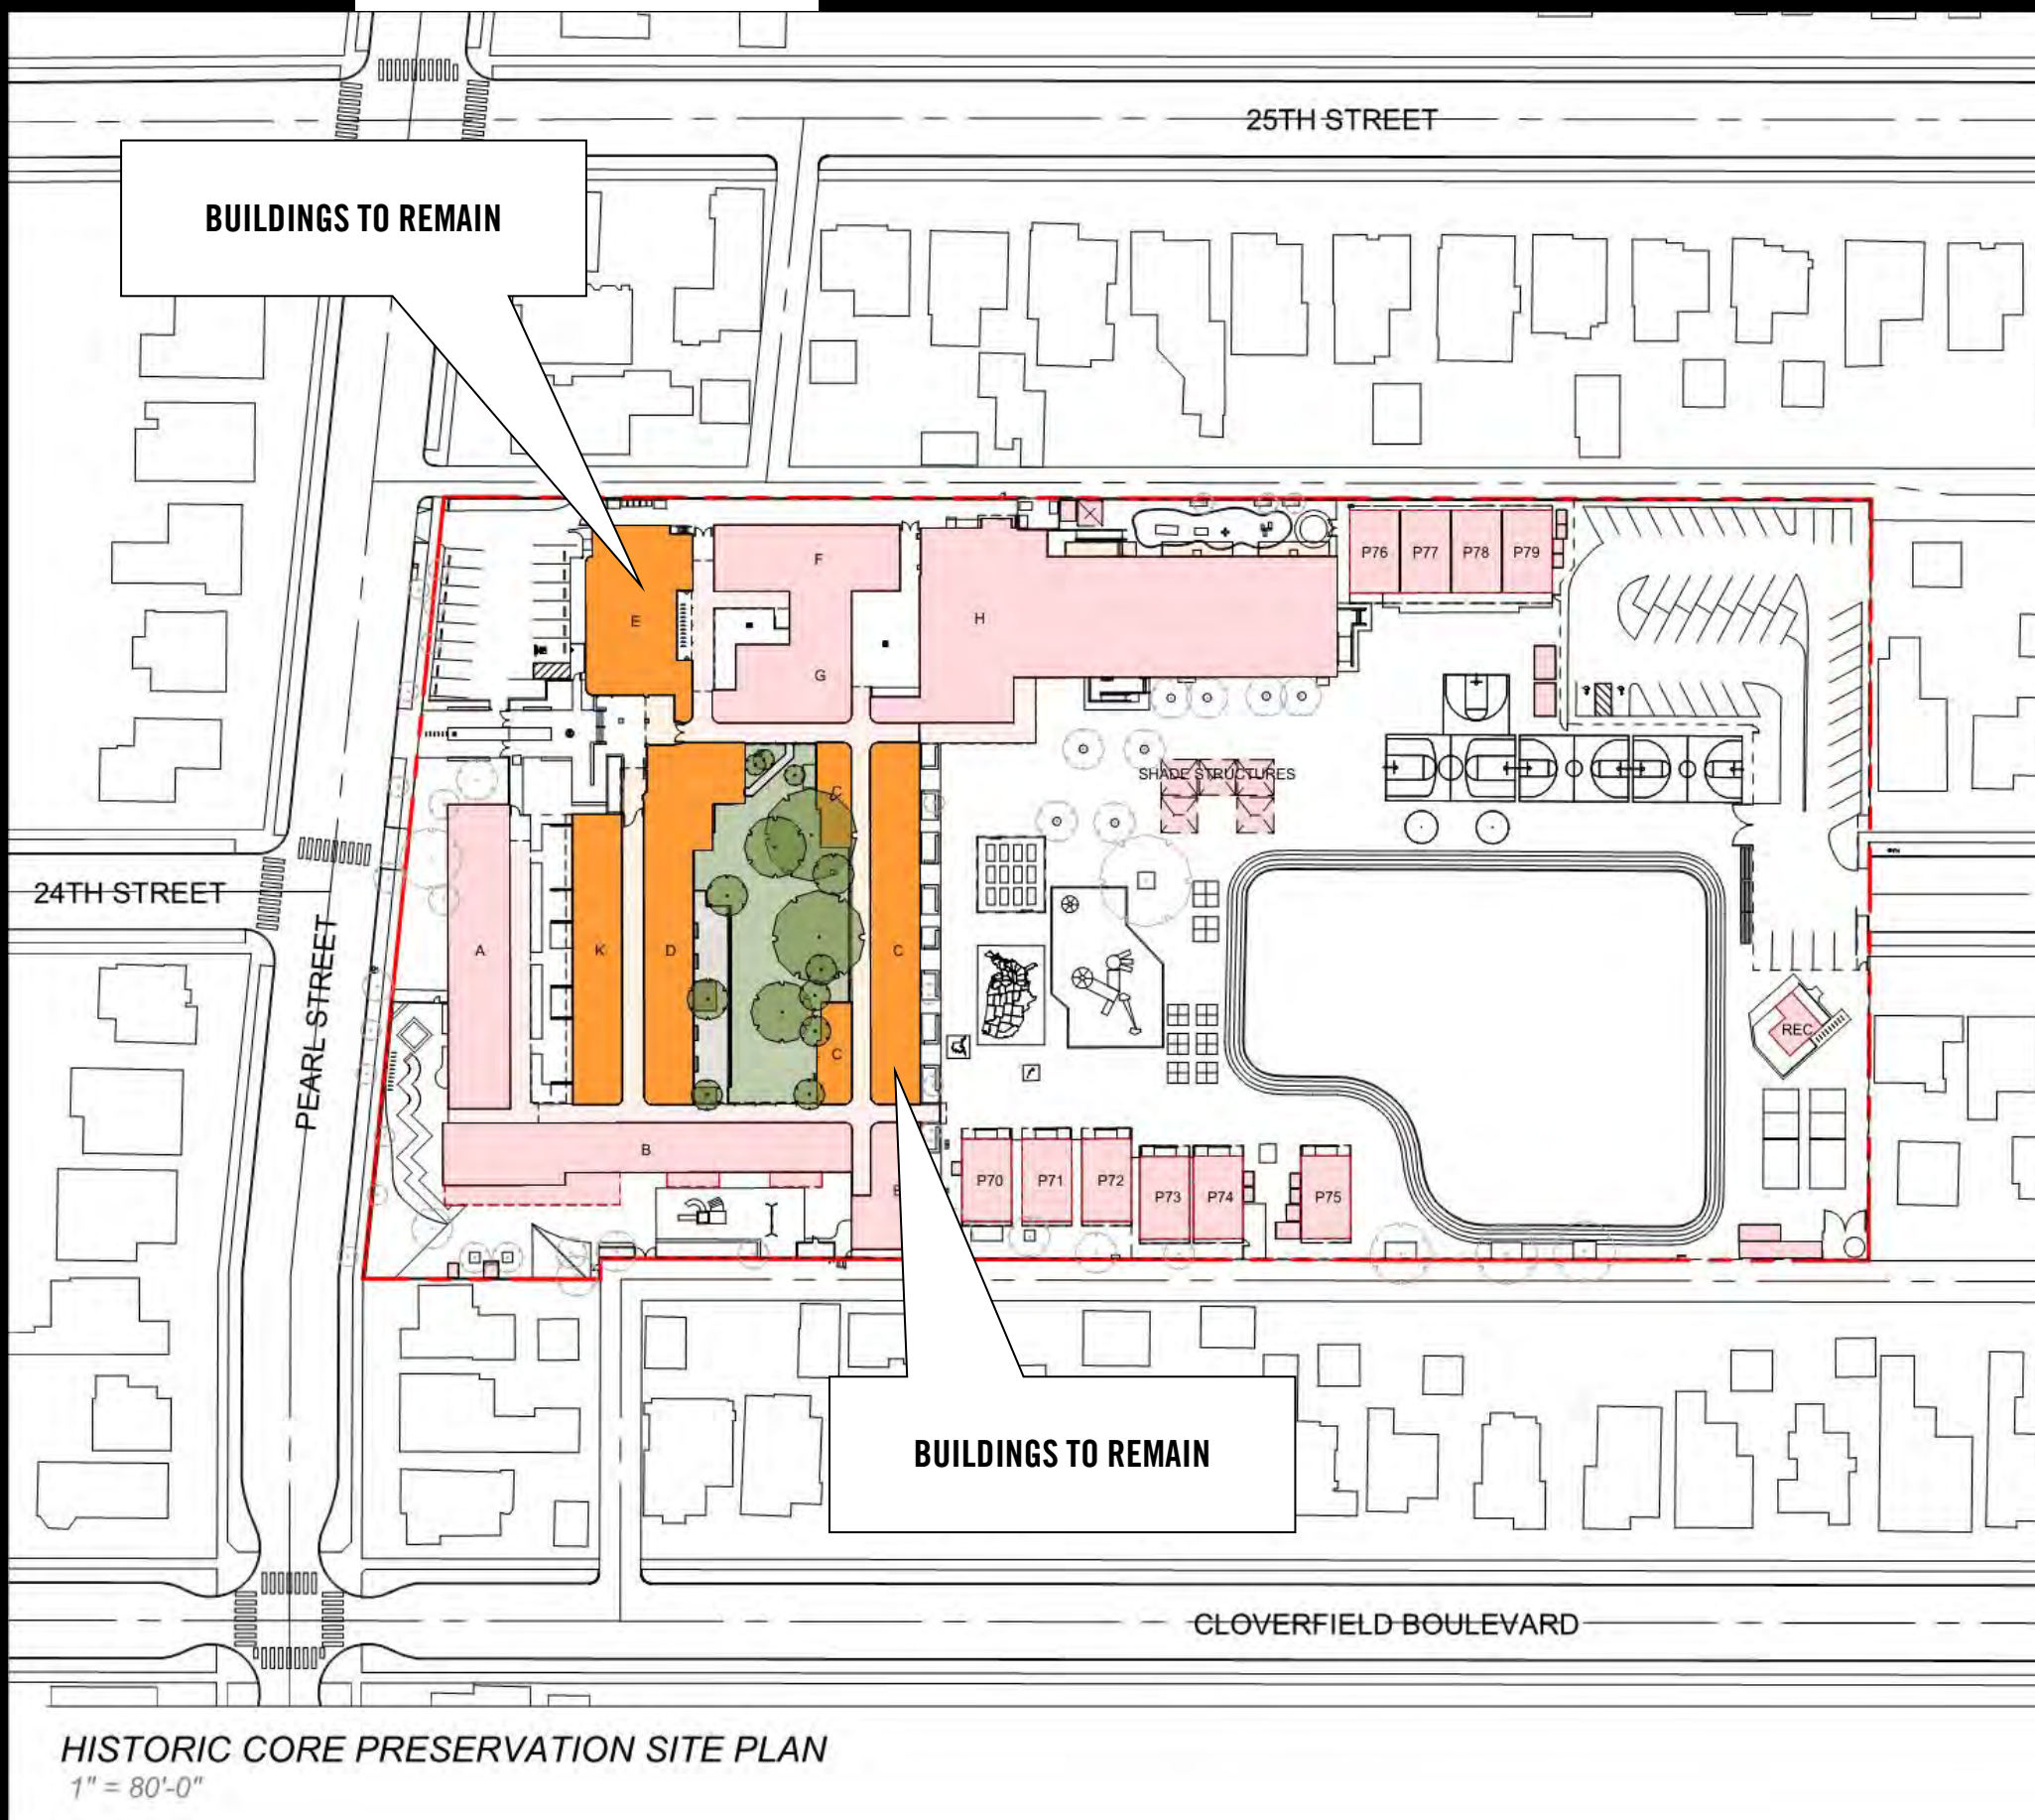 25TH STREET
BUILDINGS TO REMAIN
P76 P77 P78 P79
F
E
H
G
SHADE STRUCTURES
C
24TH STREET
A
K
D
C
PEARL STREET
REC
C
B
P70
P71
P72
P73
P74
P75
BUILDINGS TO REMAIN
CLOVERFIELD BOULEVARD
HISTORIC CORE PRESERVATION SITE PLAN
1" = 80'-0"